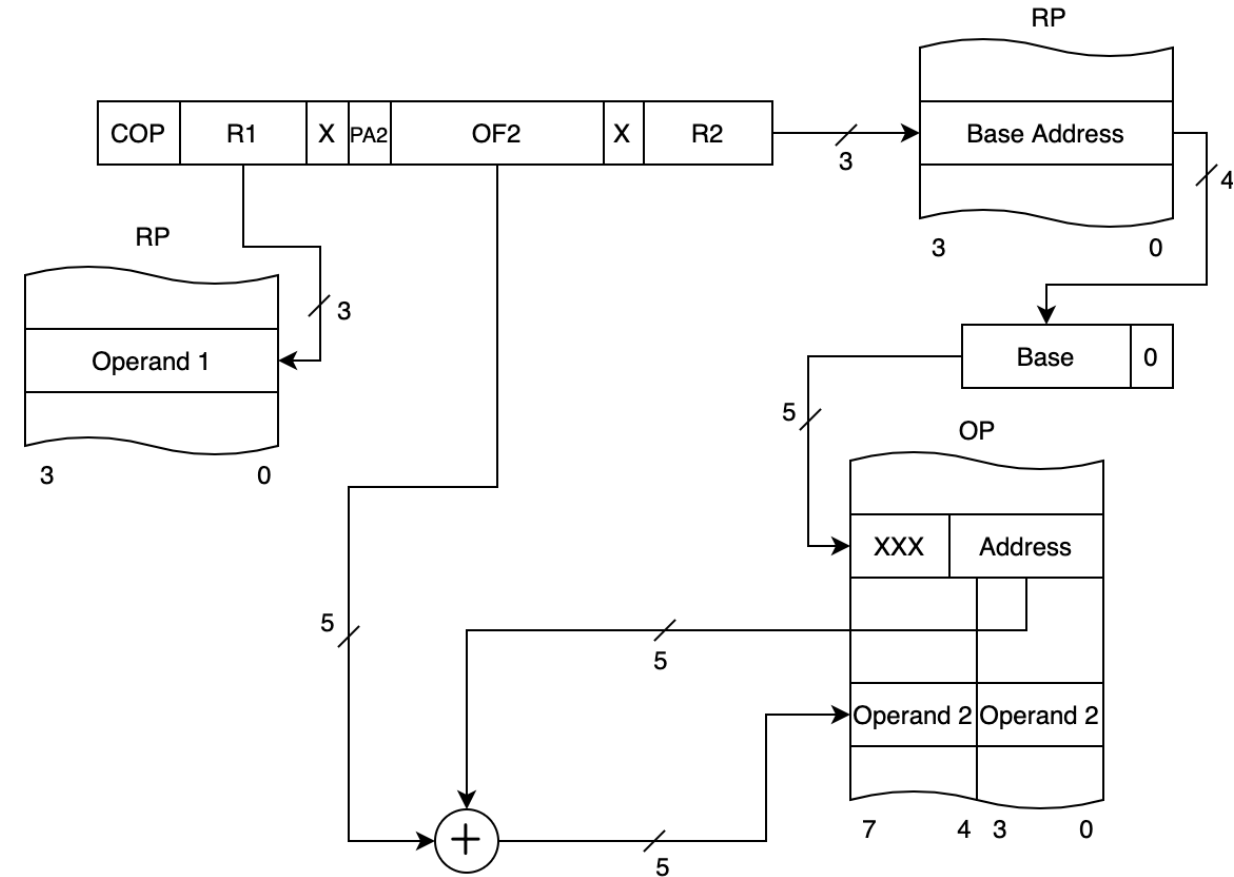 RP
COP R1 X PA2 OF2 X R2
3
Base Address
4
3 0
RP
3
Operand 1
3 0
Base 0
5
OP
XXX Address
5
5
Operand 2 Operand 2
7 4 3 0
+
5